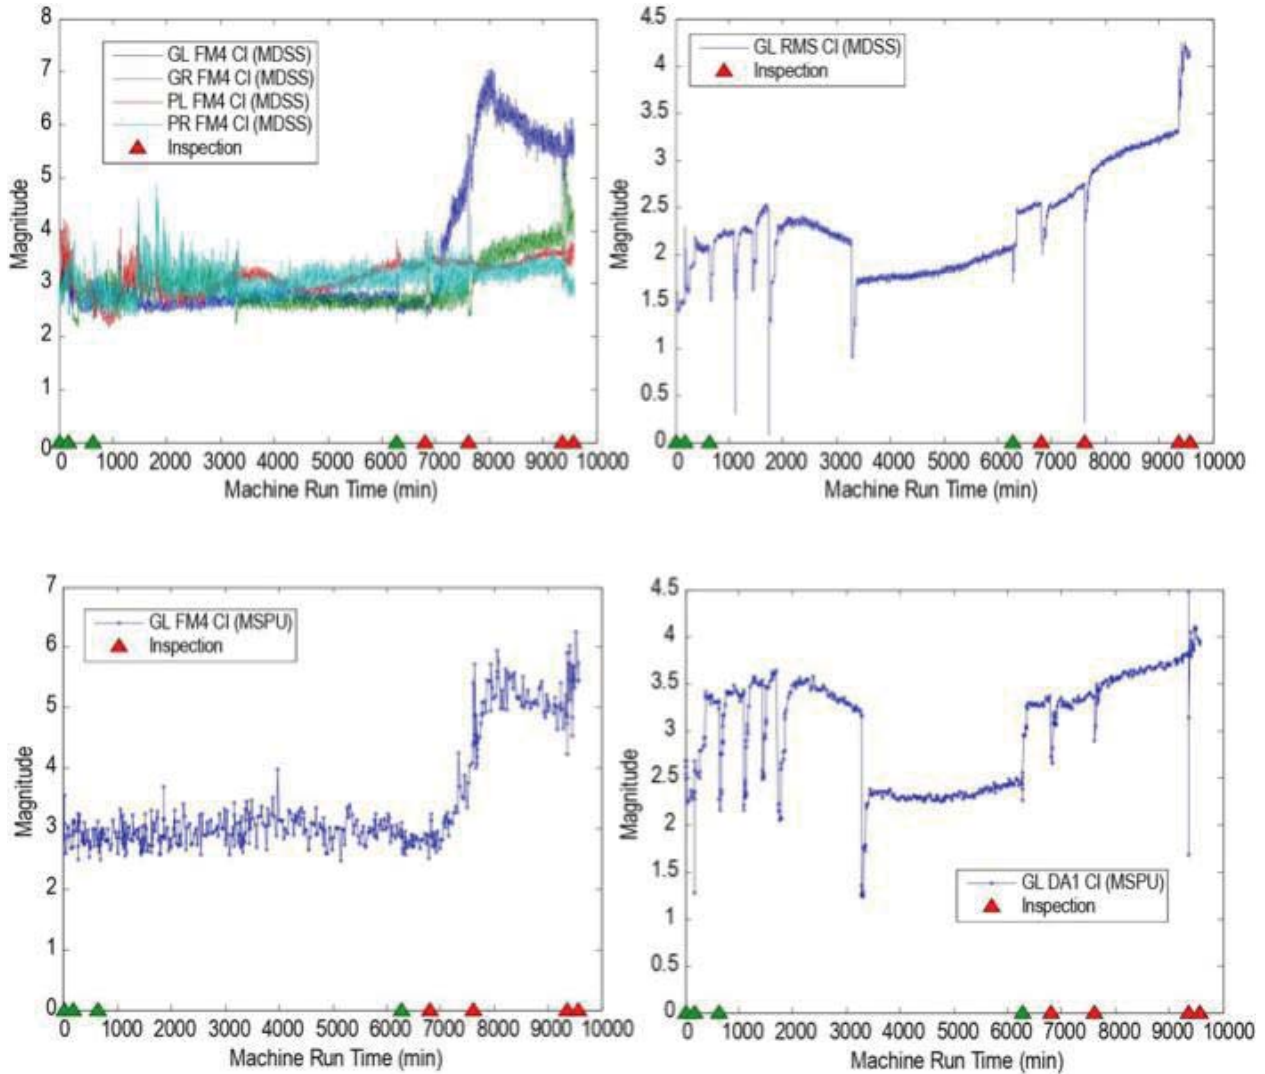 8
7
6
5
4
3
2
1
0
Magnitude
GL FM4 CI (MDSS)
GR FM4 CI (MDSS)
PL FM4 CI (MDSS)
PR FM4 CI (MDSS)
Inspection
0 1000 2000 3000 4000 5000 6000 7000 8000 9000 10000
Machine Run Time (min)
4.5
4
3.5
3
2.5
2
1.5
1
0.5
0
Magnitude
GL RMS CI (MDSS)
Inspection
0 1000 2000 3000 4000 5000 6000 7000 8000 9000 10000
Machine Run Time (min)
7
6
5
4
3
2
1
0
Magnitude
GL FM4 CI (MSPU)
Inspection
0 1000 2000 3000 4000 5000 6000 7000 8000 9000 10000
Machine Run Time (min)
4.5
4
3.5
3
2.5
2
1.5
1
0.5
0
Magnitude
GL DA1 CI (MSPU)
Inspection
0 1000 2000 3000 4000 5000 6000 7000 8000 9000 10000
Machine Run Time (min)